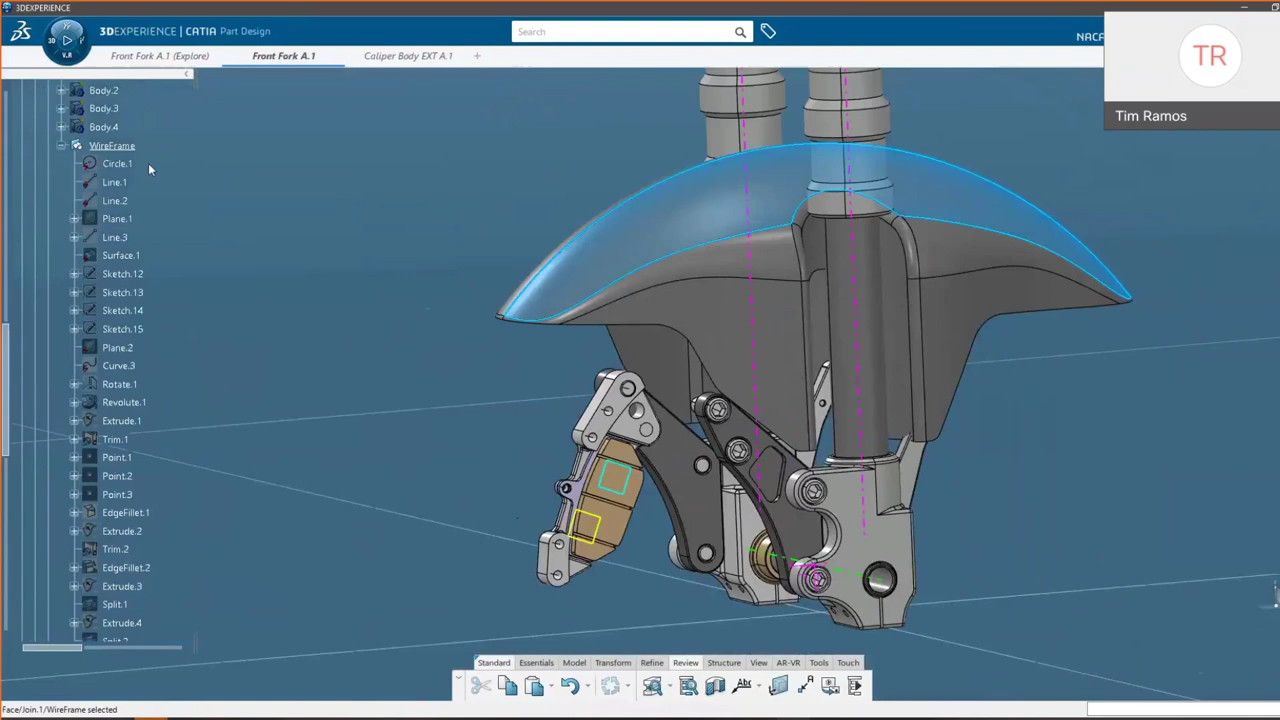 3DEXPERIENCE
3DEXPERIENCE | CATIA Part Design
Search
3D
V.R
NACA
TR
Tim Ramos
Front Fork A.1 (Explore)
Front Fork A.1
Caliper Body EXT A.1
Body.2
Body.3
Body.4
WireFrame
Circle.1
Line.1
Line.2
Plane.1
Line.3
Surface.1
Sketch.12
Sketch.13
Sketch.14
Sketch.15
Plane.2
Curve.3
Rotate.1
Revolute.1
Extrude.1
Trim.1
Point.1
Point.2
Point.3
EdgeFillet.1
Extrude.2
Trim.2
EdgeFillet.2
Extrude.3
Split.1
Extrude.4
Split.2
Standard Essentials Model Transform Refine Review Structure View AR-VR Tools Touch
Abc
Face/Join.1/WireFrame selected